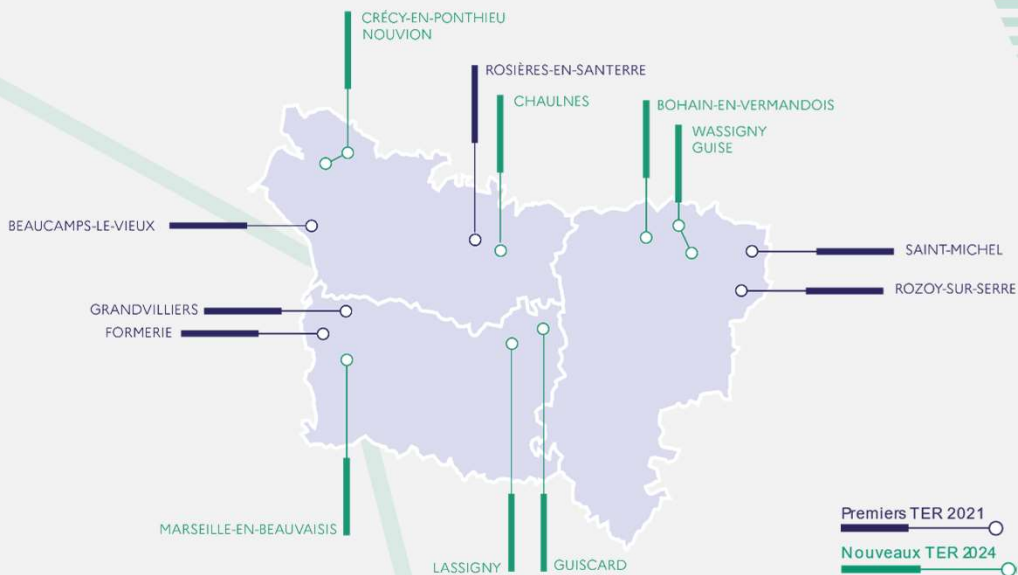 CRÉCY-EN-PONTHIEU
NOUVION
ROSIÈRES-EN-SANTERRE
CHAULNES
BOHAIN-EN-VERMANDOIS
WASSIGNY
GUISE
BEAUCAMPS-LE-VIEUX
SAINT-MICHEL
ROZOY-SUR-SERRE
GRANDVILLIERS
FORMERIE
MARSEILLE-EN-BEAUVAISIS
LASSIGNY
GUISCARD
Premiers TER 2021
Nouveaux TER 2024